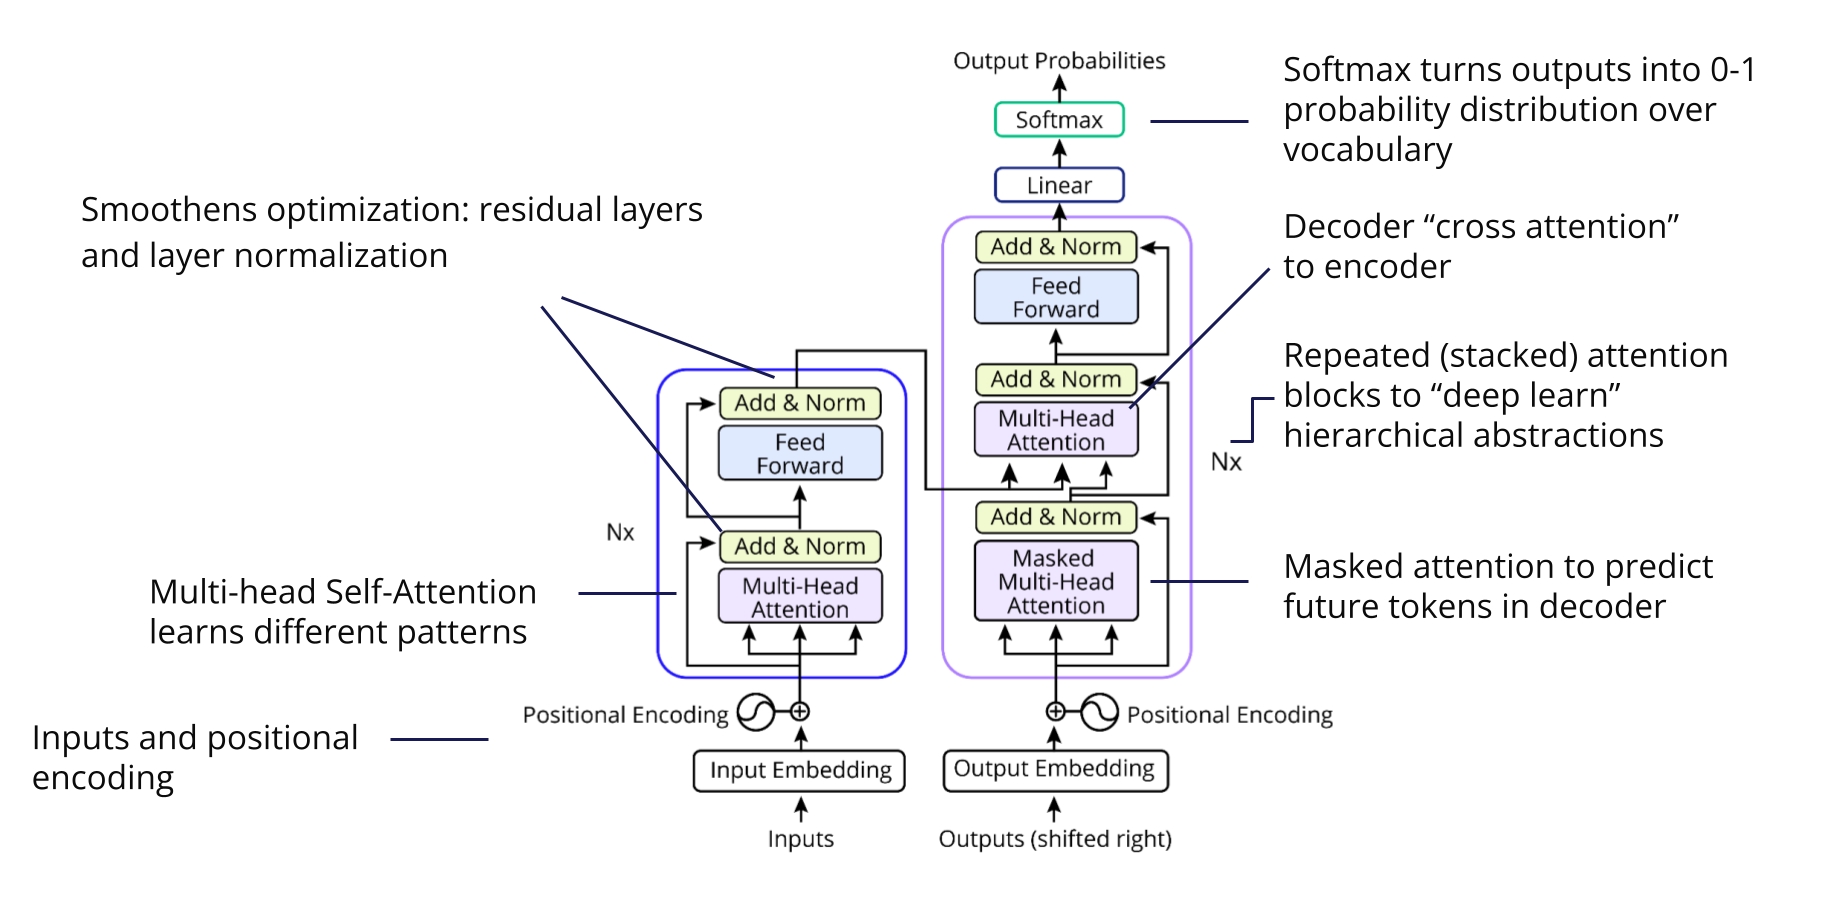 Output Probabilities
Softmax
Linear
Add & Norm
Feed
Forward
Add & Norm
Multi-Head
Attention
Add & Norm
Masked
Multi-Head
Attention
Nx
Positional Encoding
Output Embedding
Outputs (shifted right)
Add & Norm
Feed
Forward
Add & Norm
Multi-Head
Attention
Nx
Positional Encoding
Input Embedding
Inputs
Smoothens optimization: residual layers
and layer normalization
Multi-head Self-Attention
learns different patterns
Inputs and positional
encoding
Softmax turns outputs into 0-1
probability distribution over
vocabulary
Decoder “cross attention”
to encoder
Repeated (stacked) attention
blocks to “deep learn”
hierarchical abstractions
Masked attention to predict
future tokens in decoder